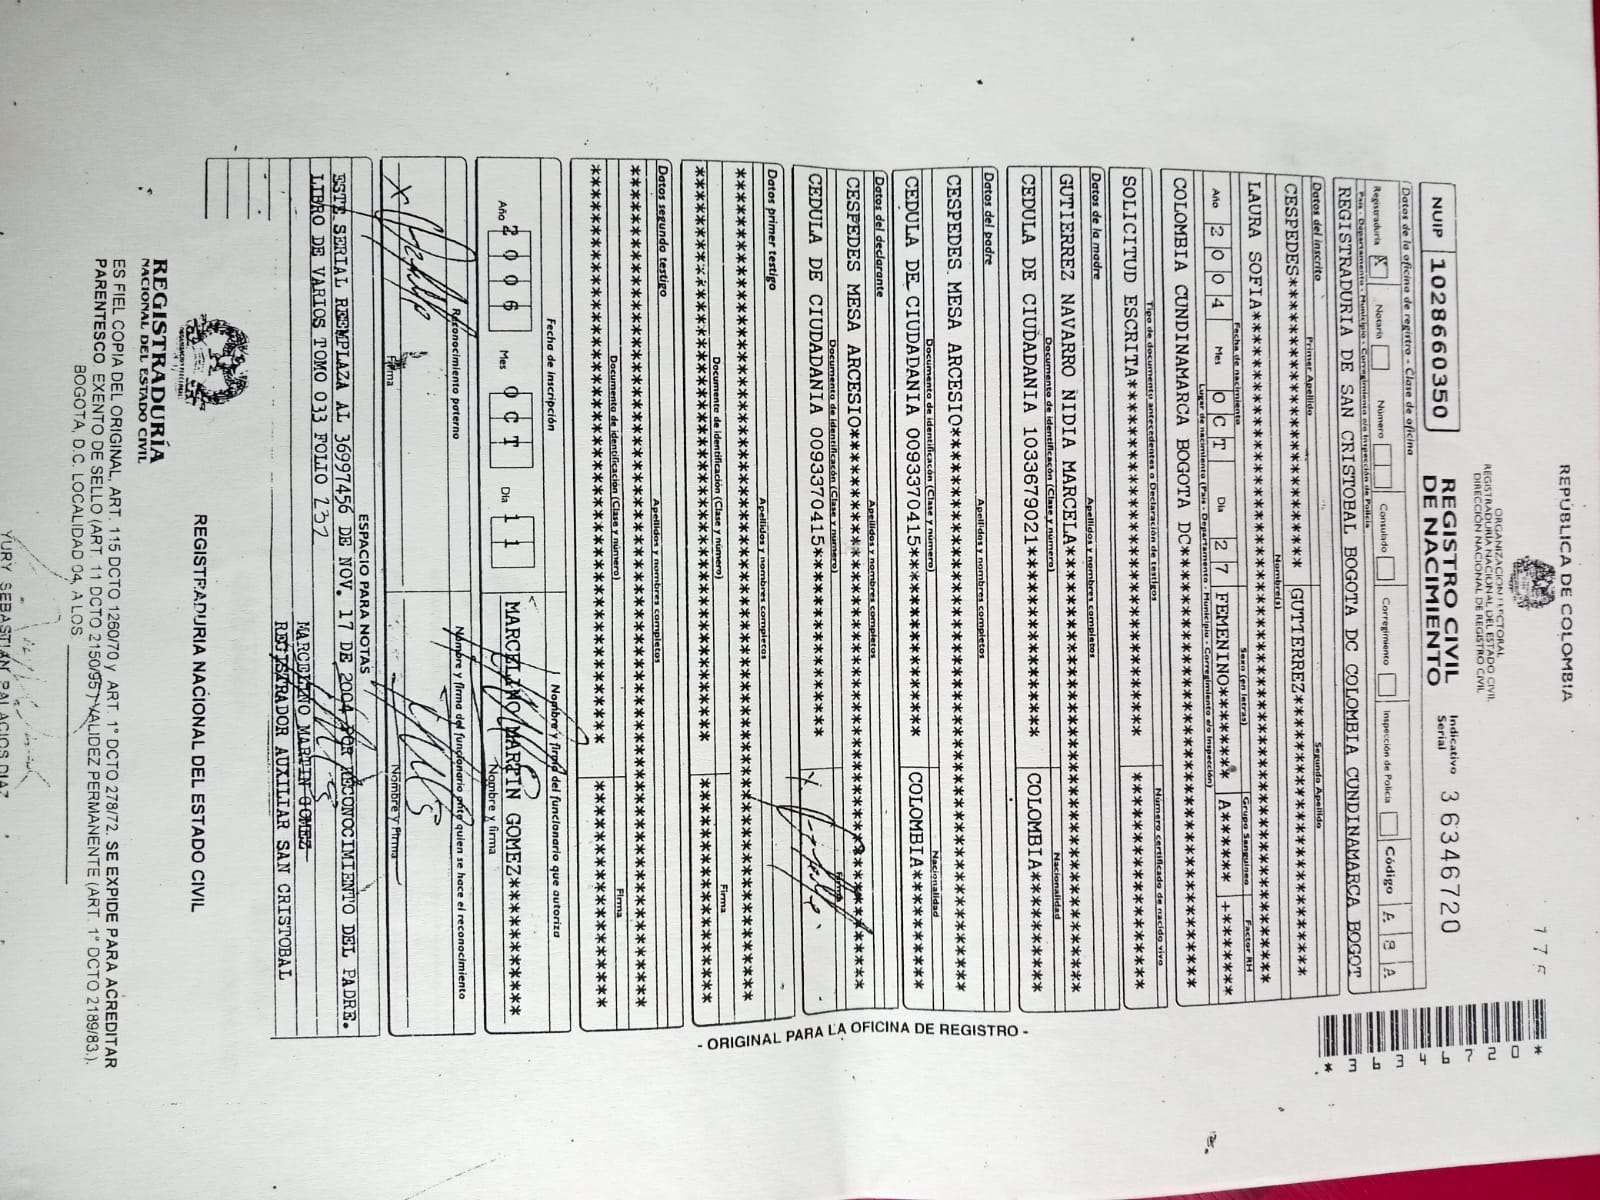 REPÚBLICA DE COLOMBIA
ORGANIZACIÓN ELECTORAL
REGISTRADURÍA NACIONAL DEL ESTADO CIVIL
DIRECCIÓN NACIONAL DE REGISTRO CIVIL
NUIP 1028660350
REGISTRO CIVIL DE NACIMIENTO
Indicativo Serial 36346720
* 3 6 3 4 6 7 2 0 *
Datos de la oficina de registro - Clase de oficina
Registraduría X Notaría Número Consulado Corregimiento Inspección de Policía Código A 8 A
País - Departamento - Municipio - Corregimiento e/o Inspección de Policía
REGISTRADURIA DE SAN CRISTOBAL BOGOTA DC COLOMBIA CUNDINAMARCA BOGOT
Datos del inscrito
Primer Apellido Segundo Apellido
CESPEDES******************** GUTIERREZ********************
Nombre(s)
LAURA SOFIA********************
Fecha de nacimiento Sexo (en letras) Grupo Sanguíneo Factor RH
Año 2004 Mes OCT Día 27 FEMENINO******** A****** +*******
Lugar de nacimiento (País - Departamento - Municipio - Corregimiento e/o Inspección)
COLOMBIA CUNDINAMARCA BOGOTA DC********************
Tipo de documento antecedente o Declaración de testigos Número certificado de nacido vivo
SOLICITUD ESCRITA******************** ********************
Datos de la madre
Apellidos y nombres completos
GUTIERREZ NAVARRO NIDIA MARCELA********************
Documento de identificación (Clase y número) Nacionalidad
CEDULA DE CIUDADANIA 1033679021******************** COLOMBIA************
Datos del padre
Apellidos y nombres completos
CESPEDES MESA ARCESIO********************
Documento de identificación (Clase y número) Nacionalidad
CEDULA DE CIUDADANIA 0093370415******************** COLOMBIA************
Datos del declarante
Apellidos y nombres completos
CESPEDES MESA ARCESIO********************
Documento de identificación (Clase y número) Firma
CEDULA DE CIUDADANIA 0093370415********************
Datos primer testigo
Apellidos y nombres completos
********************
Documento de identificación (Clase y número) Firma
******************** ********************
Datos segundo testigo
Apellidos y nombres completos
********************
Documento de identificación (Clase y número) Firma
******************** ********************
Fecha de inscripción Nombre y firma del funcionario que autoriza
Año 2006 Mes OCT Día 11 MARCELINO MARTIN GOMEZ************
Nombre y firma
Reconocimiento paterno Nombre y firma del funcionario ante quien se hace el reconocimiento
Firma Nombre y Firma
ESPACIO PARA NOTAS
ESTE SERIAL REEMPLAZA AL 36997456 DE NOV. 17 DE 2004 POR RECONOCIMIENTO DEL PADRE.
LIBRO DE VARIOS TOMO 033 FOLIO 232
MARCELINO MARTIN GOMEZ
REGISTRADOR AUXILIAR SAN CRISTOBAL
- ORIGINAL PARA LA OFICINA DE REGISTRO -
REGISTRADURÍA
NACIONAL DEL ESTADO CIVIL
REGISTRADURIA NACIONAL DEL ESTADO CIVIL
ES FIEL COPIA DEL ORIGINAL, ART. 115 DCTO 1260/70 y ART. 1° DCTO 278/72. SE EXPIDE PARA ACREDITAR
PARENTESCO. EXENTO DE SELLO (ART. 11 DCTO 2150/95) VALIDEZ PERMANENTE (ART. 1° DCTO 2189/83.).
BOGOTA, D.C. LOCALIDAD 04, A LOS
YURY SEBASTIAN PALACIOS DIAZ